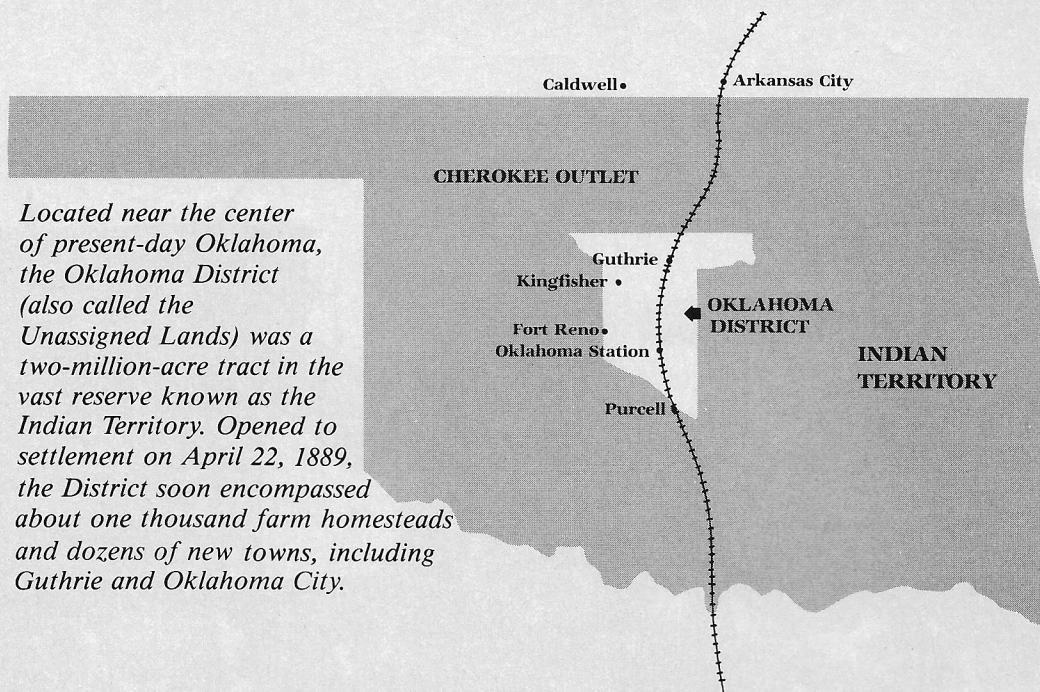 Caldwell
Arkansas City
CHEROKEE OUTLET
Located near the center
of present-day Oklahoma,
the Oklahoma District
(also called the
Unassigned Lands) was a
two-million-acre tract in the
vast reserve known as the
Indian Territory. Opened to
settlement on April 22, 1889,
the District soon encompassed
about one thousand farm homesteads
and dozens of new towns, including
Guthrie and Oklahoma City.
Guthrie
Kingfisher
OKLAHOMA
DISTRICT
Fort Reno
Oklahoma Station
INDIAN
TERRITORY
Purcell